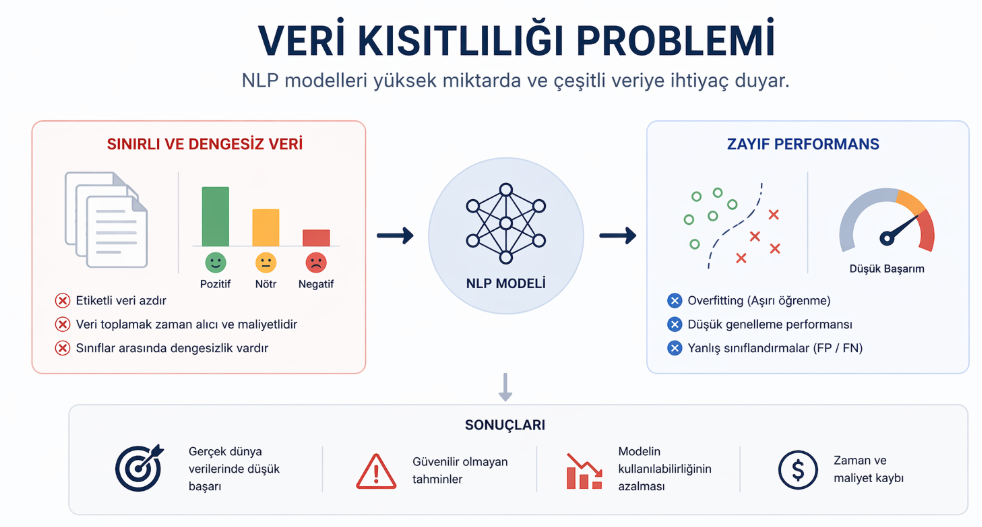 VERİ KISITLILIĞI PROBLEMİ
NLP modelleri yüksek miktarda ve çeşitli veriye ihtiyaç duyar.
SINIRLI VE DENGESİZ VERİ
Pozitif
Nötr
Negatif
Etiketli veri azdır
Veri toplamak zaman alıcı ve maliyetlidir
Sınıflar arasında dengesizlik vardır
NLP MODELİ
ZAYIF PERFORMANS
Düşük Başarım
Overfitting (Aşırı öğrenme)
Düşük genelleme performansı
Yanlış sınıflandırmalar (FP / FN)
SONUÇLARI
Gerçek dünya
verilerinde düşük
başarı
Güvenilir olmayan
tahminler
Modelin
kullanılabilirliğinin
azalması
$
Zaman ve
maliyet kaybı